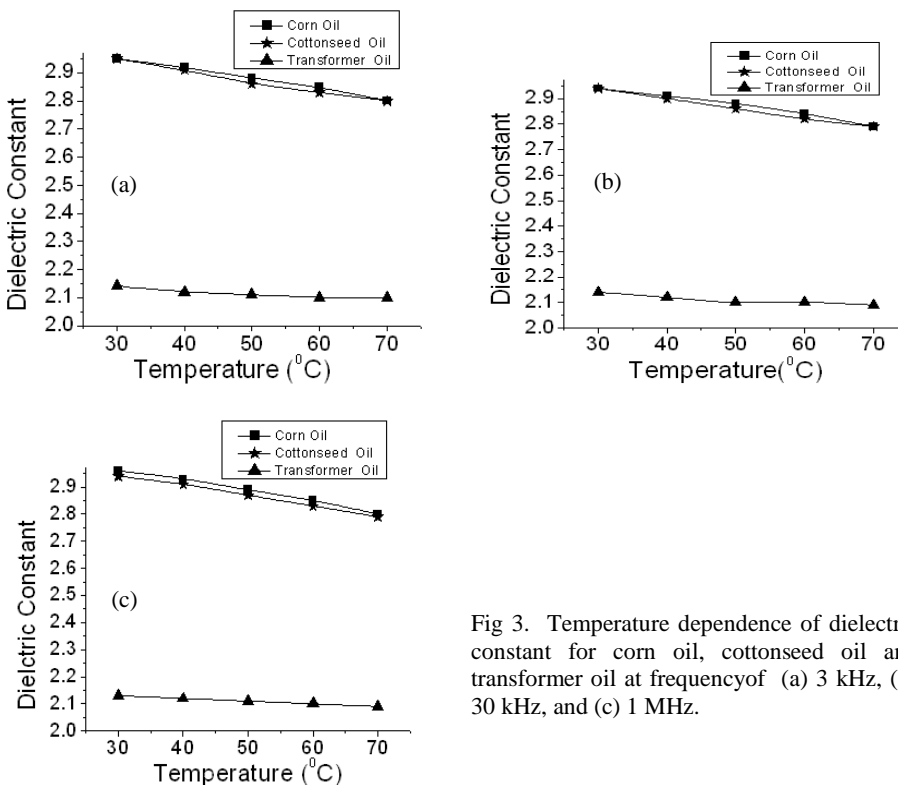 Corn Oil
Cottonseed Oil
Transformer Oil
2.9
2.8
2.7
2.6
2.5
2.4
2.3
2.2
2.1
2.0
Dielectric Constant
(a)
30 40 50 60 70
Temperature (⁰C)
Corn Oil
Cottonseed Oil
Transformer Oil
2.9
2.8
2.7
2.6
2.5
2.4
2.3
2.2
2.1
2.0
Dielectric Constant
(b)
30 40 50 60 70
Temperature(⁰C)
Corn Oil
Cottonseed Oil
Transformer Oil
2.9
2.8
2.7
2.6
2.5
2.4
2.3
2.2
2.1
2.0
Dielctric Constant
(c)
30 40 50 60 70
Temperature (⁰C)
Fig 3. Temperature dependence of dielectr
constant for corn oil, cottonseed oil an
transformer oil at frequencyof (a) 3 kHz, (
30 kHz, and (c) 1 MHz.